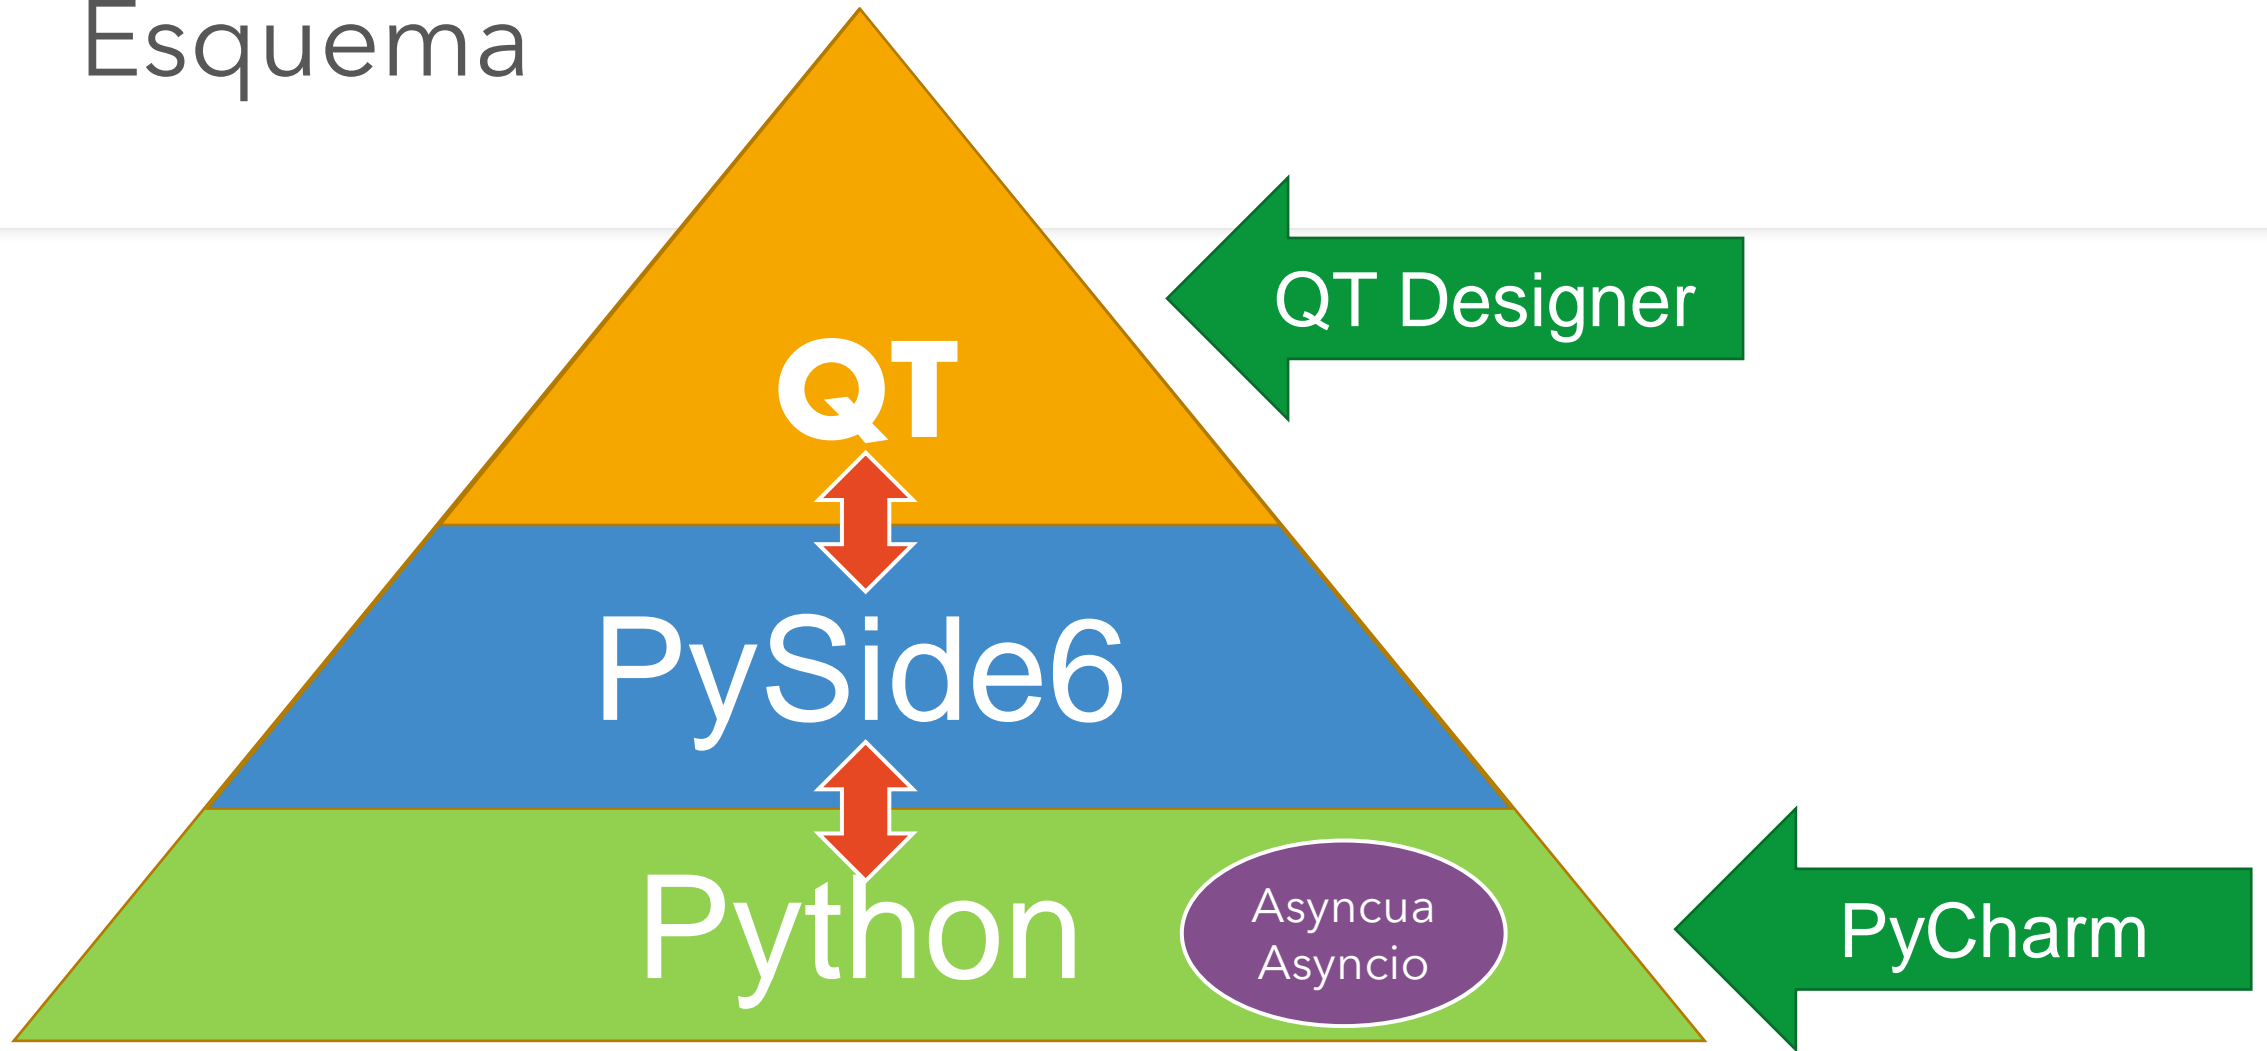 Esquema
QT
QT Designer
PySide6
Python
Asyncua
Asyncio
PyCharm